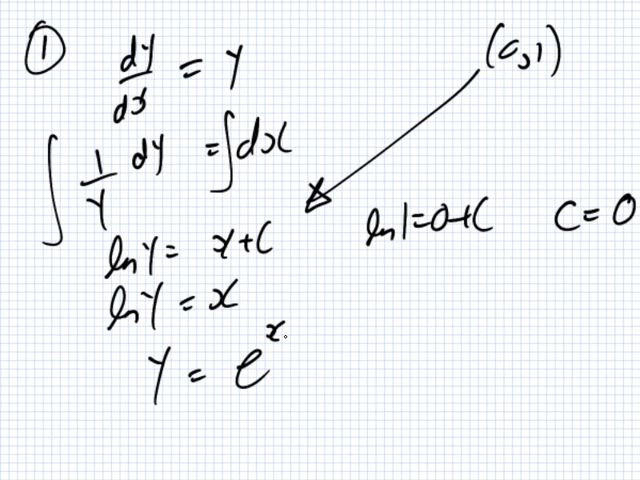 ① dy/dx = y (0,1)
∫ 1/y dy = ∫ dx
ln y = x + c ln 1 = 0 + c c = 0
ln y = x
y = e^x